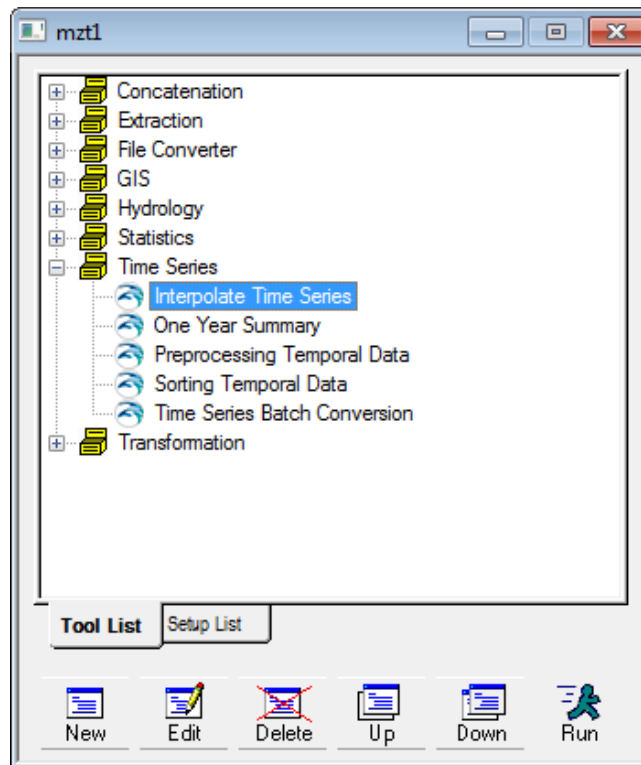 mzt1
Concatenation
Extraction
File Converter
GIS
Hydrology
Statistics
Time Series
Interpolate Time Series
One Year Summary
Preprocessing Temporal Data
Sorting Temporal Data
Time Series Batch Conversion
Transformation
Tool List Setup List
New Edit Delete Up Down Run